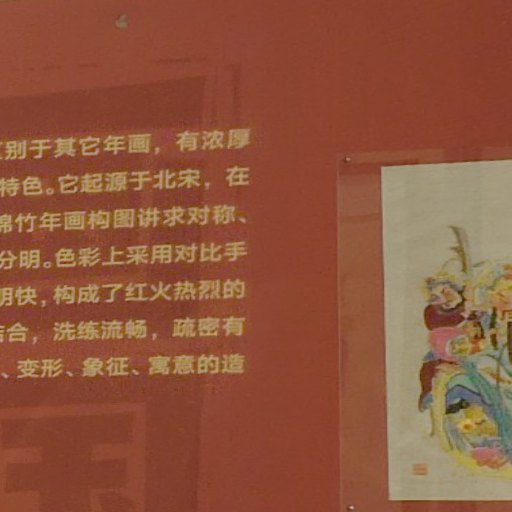 别于其它年画，有浓厚
特色。它起源于北宋，在
绵竹年画构图讲求对称、
分明。色彩上采用对比手
明快，构成了红火热烈的
结合，洗练流畅，疏密有
、变形、象征、寓意的造